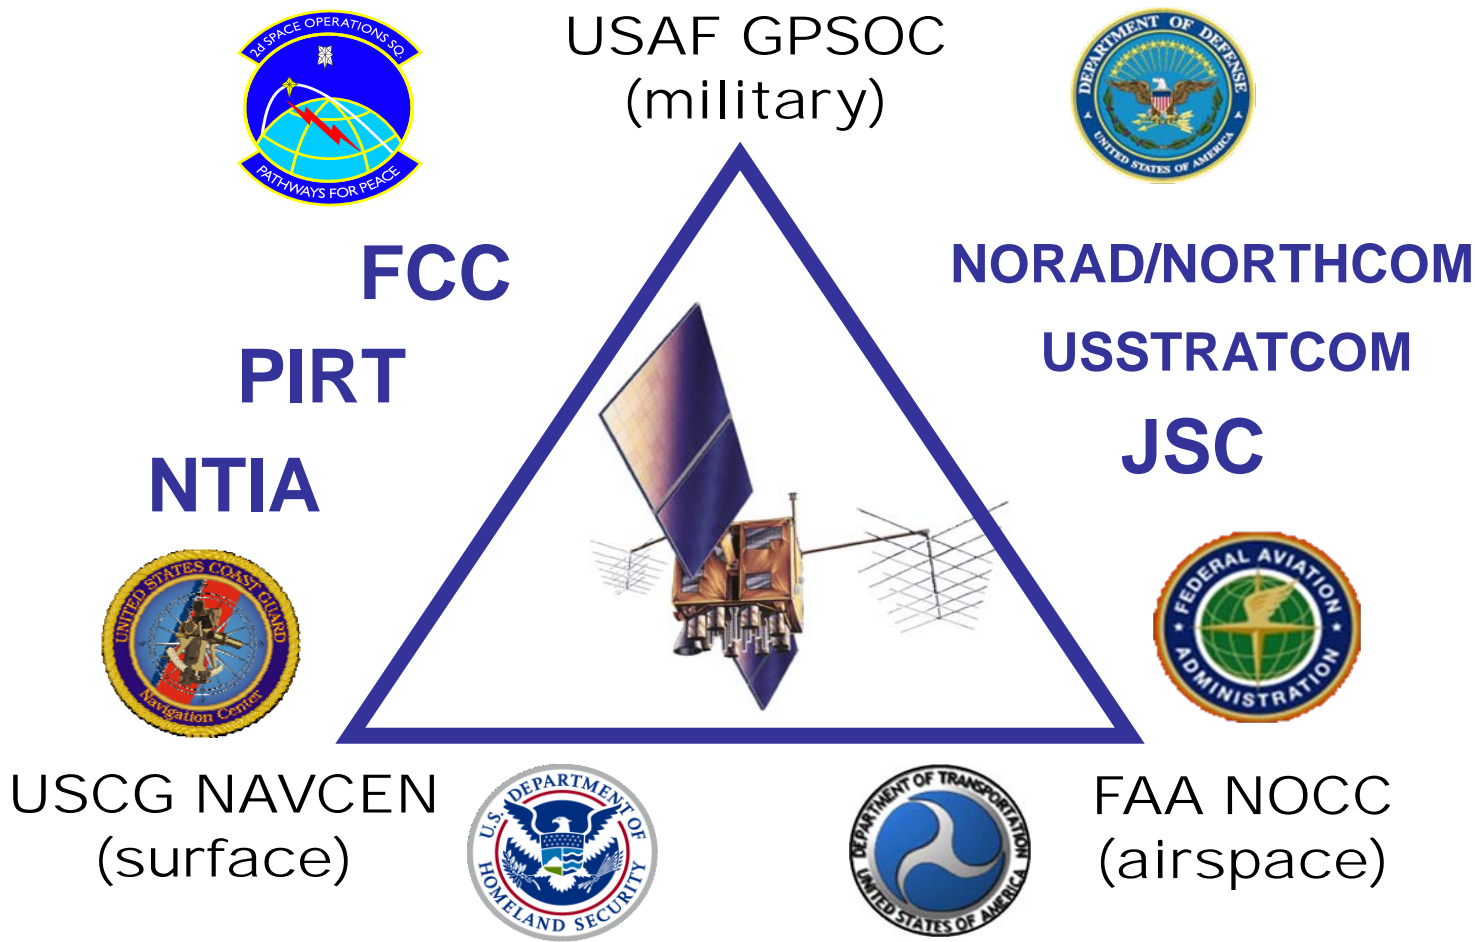 2d SPACE OPERATIONS SQ.
PATHWAYS FOR PEACE
USAF GPSOC
(military)
DEPARTMENT OF DEFENSE
UNITED STATES OF AMERICA
FCC
PIRT
NTIA
NORAD/NORTHCOM
USSTRATCOM
JSC
UNITED STATES COAST GUARD
Navigation Center
FEDERAL AVIATION
ADMINISTRATION
USCG NAVCEN
(surface)
U.S. DEPARTMENT OF
HOMELAND SECURITY
DEPARTMENT OF TRANSPORTATION
UNITED STATES OF AMERICA
FAA NOCC
(airspace)